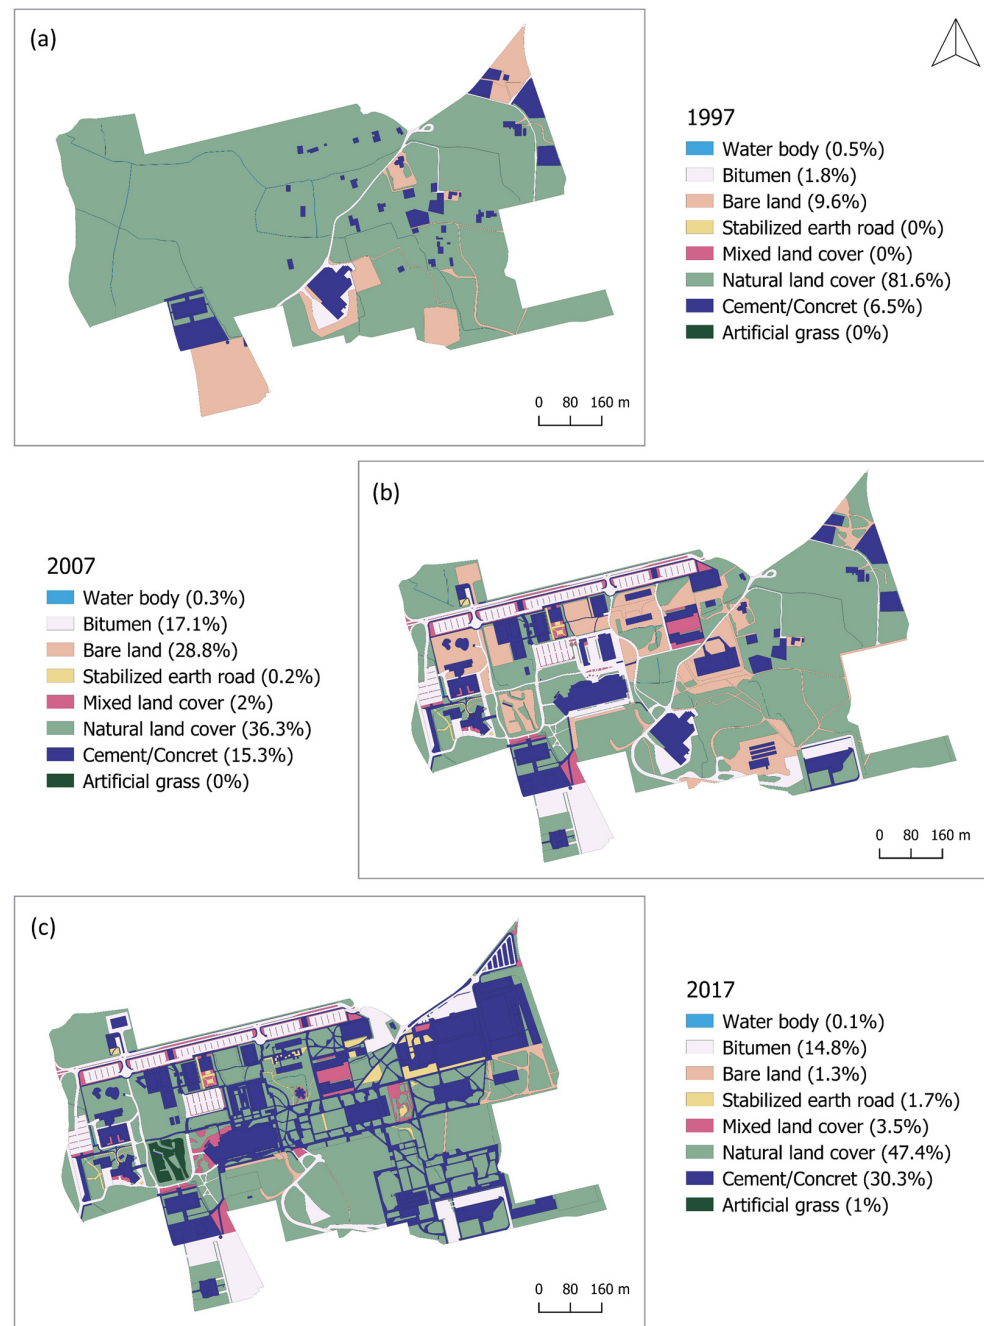 (a)
1997
Water body (0.5%)
Bitumen (1.8%)
Bare land (9.6%)
Stabilized earth road (0%)
Mixed land cover (0%)
Natural land cover (81.6%)
Cement/Concret (6.5%)
Artificial grass (0%)
0 80 160 m
(b)
2007
Water body (0.3%)
Bitumen (17.1%)
Bare land (28.8%)
Stabilized earth road (0.2%)
Mixed land cover (2%)
Natural land cover (36.3%)
Cement/Concret (15.3%)
Artificial grass (0%)
0 80 160 m
(c)
2017
Water body (0.1%)
Bitumen (14.8%)
Bare land (1.3%)
Stabilized earth road (1.7%)
Mixed land cover (3.5%)
Natural land cover (47.4%)
Cement/Concret (30.3%)
Artificial grass (1%)
0 80 160 m